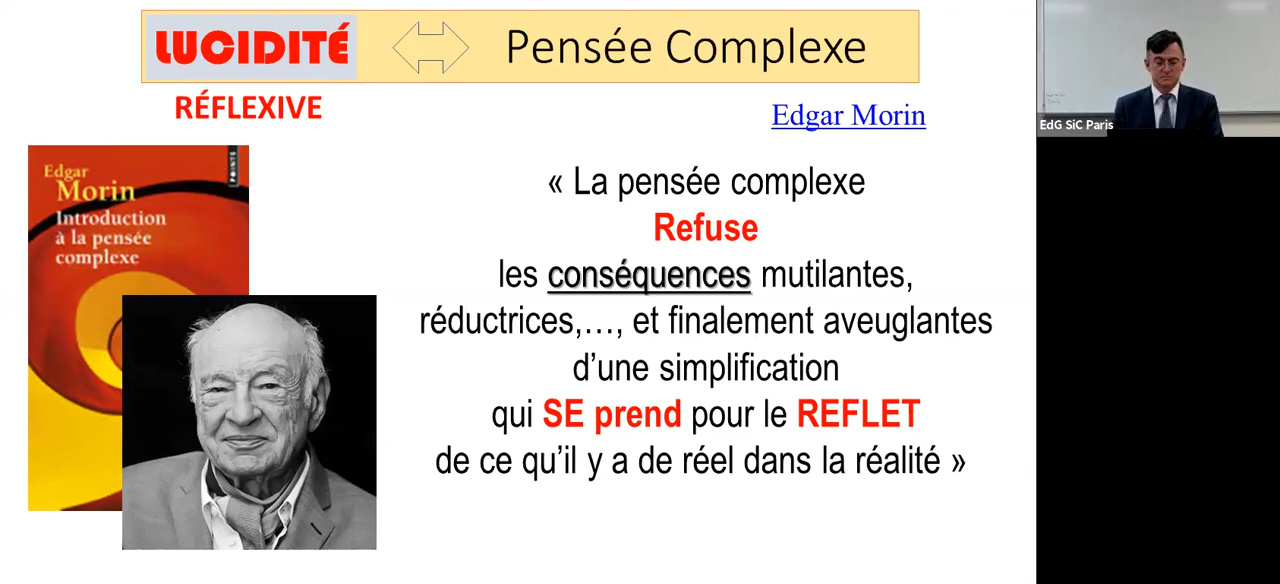 LUCIDITÉ
Pensée Complexe
RÉFLEXIVE
Edgar Morin
Edgar
Morin
Introduction
à la pensée
complexe
POINTS
« La pensée complexe
Refuse
les conséquences mutilantes,
réductrices,…, et finalement aveuglantes
d’une simplification
qui SE prend pour le REFLET
de ce qu’il y a de réel dans la réalité »
EdG SiC Paris